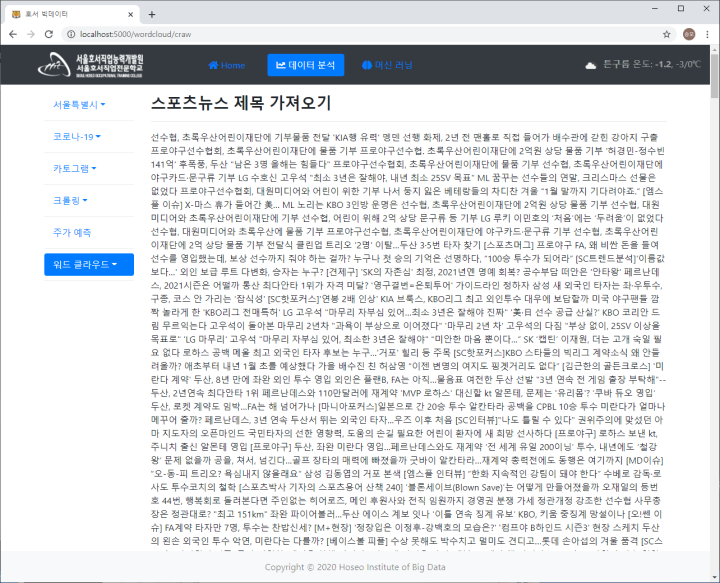 호서 빅데이터
localhost:5000/wordcloud/craw
서울호서직업능력개발원
서울호서직업전문학교
SEOUL HOSEO OCCUPATIONAL TRAINING COLLEGE
Home
데이터 분석
머신 러닝
튼구름 온도: -1.2, -3/0℃
서울특별시
코로나-19
카토그램
크롤링
주가 예측
워드 클라우드
스포츠뉴스 제목 가져오기
선수협, 초록우산어린이재단에 기부물품 전달 'KIA행 유력' 맹민 선행 화제, 2년 전 맨홀로 직접 들어가 배수관에 갇힌 강아지 구출
프로야구선수협회, 초록우산어린이재단에 물품 기부 프로야구선수협회, 초록우산어린이재단에 2억원 상당 물품 기부 '허경민-정수빈
141억' 후폭풍, 두산 "남은 3명 올해는 힘들다" 프로야구선수협회, 초록우산어린이재단에 물품 기부 선수협, 초록우산어린이재단에
야구카드·문구류 기부 LG 수호신 고우석 "최소 3년은 잘해야, 내년 최소 25SV 목표" ML 꿈꾸는 선수들의 연말, 크리스마스 선물은
없었다 프로야구선수협회, 대원미디어와 어린이 위한 기부 나서 둥지 잃은 베테랑들의 차디찬 겨울 "1월 말까지 기다려야죠," [엠스
플 이슈] X-마스 휴가 들어간 美... ML 노리는 KBO 3인방 운명은 선수협, 초록우산어린이재단에 2억원 상당 물품 기부 선수협, 대원
미디어와 초록우산어린이재단에 기부 선수협, 어린이 위해 2억 상당 문구류 등 기부 LG 루키 이민호의 '처음'에는 '두려움'이 없었다
선수협, 대원미디어와 초록우산에 물품 기부 프로야구선수협, 초록우산어린이재단에 야구카드·문구류 기부 선수협, 초록우산어린이
재단에 2억 상당 물품 기부 전달식 클린업 트리오 '2명' 이탈...두산 3·5번 타자 찾기 [스포츠머그] 프로야구 FA, 왜 비싼 돈을 들여
선수를 영입했는데, 보상 선수까지 줘야 하는 걸까? 누구나 첫 승의 기억은 선명하다, "100승 투수가 되어라" [SC트렌드분석]'이름값
보다...' 외인 보급 루트 다변화, 승자는 누구? [견제구] 'SK의 자존심' 최정, 2021년엔 명예 회복? 공수부담 떠안은 '안타왕' 페르난데
스, 2021시즌은 어떨까 통산 최다안타 1위가 자격 미달? '영구결번=은퇴투어' 가이드라인 정하자 삼성 새 외국인 타자는 좌·우투수,
구종, 코스 안 가리는 '잡식성' [SC핫포커스]'연봉 2배 인상' KIA 브룩스, KBO리그 최고 외인투수 대우에 보답할까 미국 야구팬들 깜
짝 놀라게 한 'KBO리그 전매특허' LG 고우석 "마무리 자부심 있어...최소 3년은 잘해야 진짜" '美·日 선수 공급 산실?' KBO 코리안 드
림 무르익는다 고우석이 돌아본 마무리 2년차 "과욕이 부상으로 이어졌다" '마무리 2년 차' 고우석의 다짐 "부상 없이, 25SV 이상을
목표로" 'LG 마무리' 고우석 "마무리 자부심 있어, 최소한 3년은 잘해야" "미안한 마음 뿐이다..." SK '캡틴' 이재원, 더는 고개 숙일 필
요 없다 로하스 공백 메울 최고 외국인 타자 후보는 누구...'거포' 힐리 등 주목 [SC핫포커스]KBO 스타들의 빅리그 계약소식 왜 안들
려올까? 애초부터 내년 1월 초를 예상했다 가을 배수진 친 허삼영 "이젠 변명의 여지도 핑곗거리도 없다" [김근한의 골든크로스] '미
란다 계약' 두산, 8년 만에 좌완 외인 투수 영입 외인은 플랜B, FA는 아직...물음표 여전한 두산 선발 "3년 연속 전 게임 출장 부탁해"--
두산, 2년연속 최다안타 1위 페르난데스와 110만달러에 재계약 'MVP 로하스' 대신할 kt 알몬테, 문제는 '유리몸'? '쿠바 듀오 영입'
두산, 로켓 계약도 임박...FA는 해 넘어가나 [마니아포커스]일본으로 간 20승 투수 알칸타라 공백을 CPBL 10승 투수 미란다가 얼마나
메꾸어 줄까? 페르난데스, 3년 연속 두산서 뛰는 외국인 타자...우즈 이후 처음 [SC인터뷰]"나도 틀릴 수 있다" 권위주의에 맞섰던 아
마 지도자의 오픈마인드 국민타자의 선한 영향력, 도움의 손길 필요한 어린이 환자에 새 희망 선사하다 [프로야구] 로하스 보낸 kt,
주니치 출신 알몬테 영입 [프로야구] 두산, 좌완 미란다 영입...페르난데스와도 재계약 '전 세계 유일 200이닝' 투수, 내년에도 '철강
왕' 문제 없을까 공을, 쳐서, 넘긴다...골프 장타의 매력에 빠졌을까 굿바이 알칸타라...재계약 총력전에도 동행은 여기까지 [MD이슈]
"오-동-피 트리오? 욕심내지 않을래요" 삼성 김동엽의 거포 본색 [엠스플 인터뷰] "한화 지속적인 강팀이 돼야 한다" 수베로 감독·로
사도 투수코치의 철학 [스포츠박사 기자의 스포츠용어 산책 240] '블론세이브(Blown Save)'는 어떻게 만들어졌을까 오재일의 등번
호 44번, 행복회로 돌려본다면 주인없는 히어로즈, 메인 후원사와 전직 임원까지 경영권 분쟁 가세 정관개정 강조한 선수협 사무총
장은 정관대로? "최고 151km" 좌완 파이어볼러...두산 에이스 계보 잇나 '이틀 연속 징계 유보' KBO, 키움 중징계 망설이나 [오!쎈 이
슈] FA계약 타자만 7명, 투수는 찬밥신세? [M+현장] "정장입은 이정후-강백호의 모습은?" '컴프야 B하인드 시즌3' 현장 스케치 두산
의 왼손 외국인 투수 악연, 미란다는 다를까? [베이스볼 피플] 수상 못해도 박수치고 멀미도 견디고...롯데 손아섭의 겨울 품격 [SC스
Copyright © 2020 Hoseo Institute of Big Data